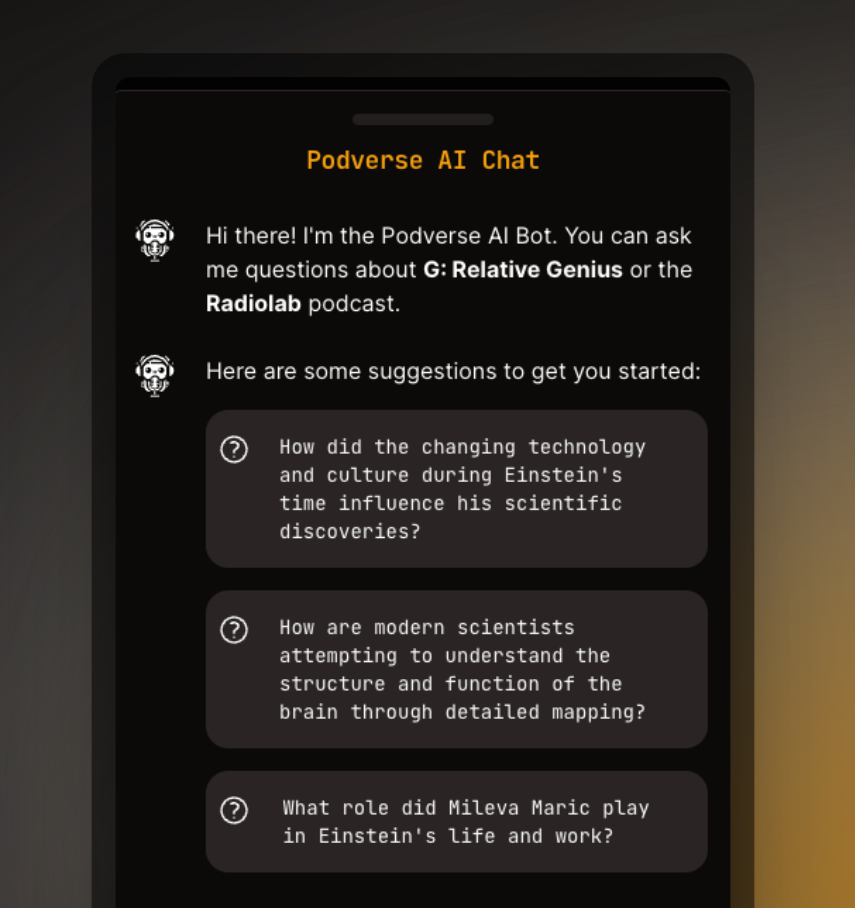 Podverse AI Chat
Hi there! I'm the Podverse AI Bot. You can ask
me questions about G: Relative Genius or the
Radiolab podcast.
Here are some suggestions to get you started:
How did the changing technology
and culture during Einstein's
time influence his scientific
discoveries?
How are modern scientists
attempting to understand the
structure and function of the
brain through detailed mapping?
What role did Mileva Maric play
in Einstein's life and work?